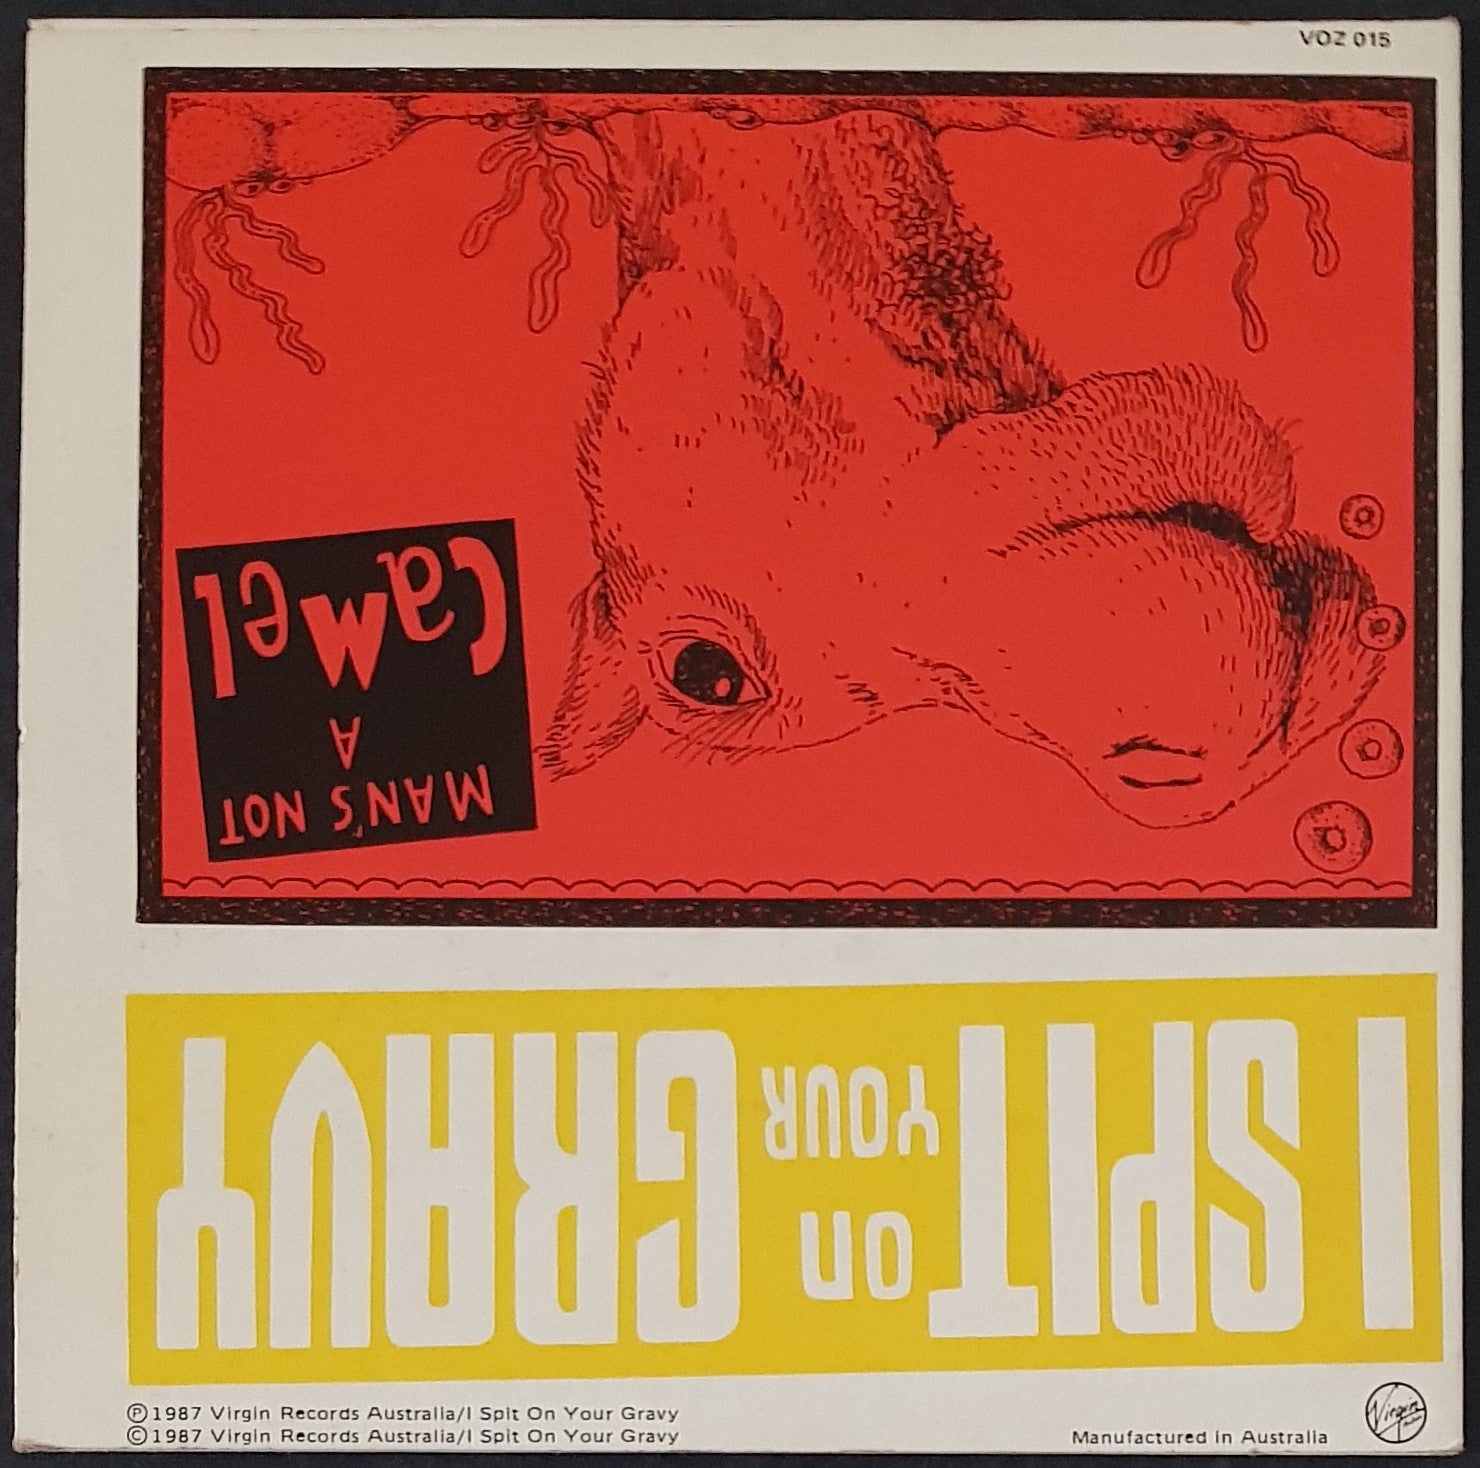 VOZ 015
MAN'S NOT
A
Camel
I SPIT on YOUR GRAVY
Ⓟ1987 Virgin Records Australia/I Spit On Your Gravy
©1987 Virgin Records Australia/I Spit On Your Gravy
Manufactured in Australia
Virgin